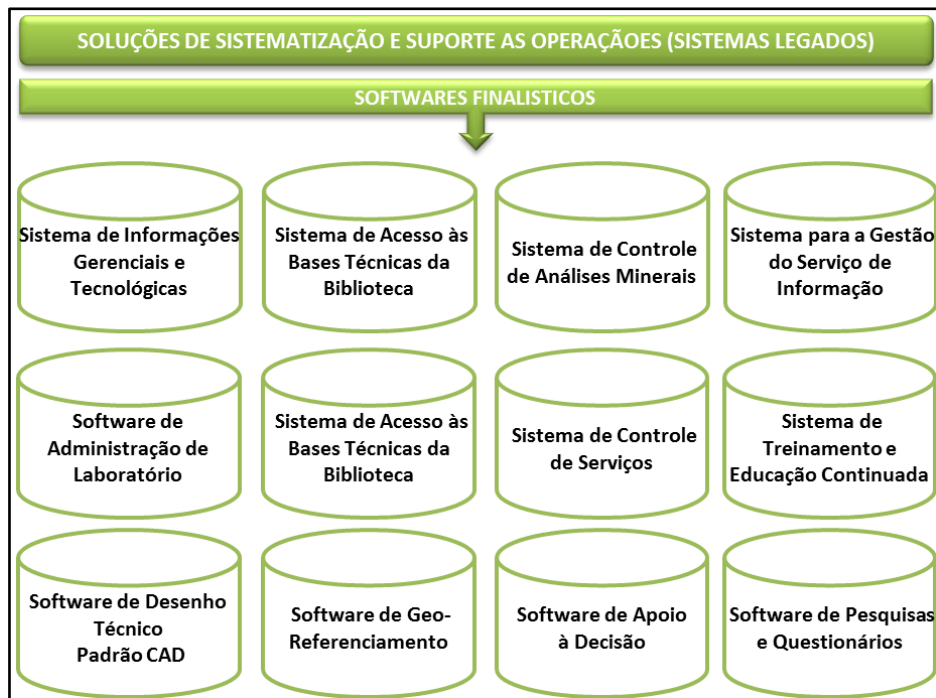 SOLUÇÕES DE SISTEMATIZAÇÃO E SUPORTE AS OPERAÇÃOES (SISTEMAS LEGADOS)
SOFTWARES FINALISTICOS
Sistema de Informações
Gerenciais e
Tecnológicas
Sistema de Acesso às
Bases Técnicas da
Biblioteca
Sistema de Controle
de Análises Minerais
Sistema para a Gestão
do Serviço de
Informação
Software de
Administração de
Laboratório
Sistema de Acesso às
Bases Técnicas da
Biblioteca
Sistema de Controle
de Serviços
Sistema de
Treinamento e
Educação Continuada
Software de Desenho
Técnico
Padrão CAD
Software de Geo-
Referenciamento
Software de Apoio
à Decisão
Software de Pesquisas
e Questionários